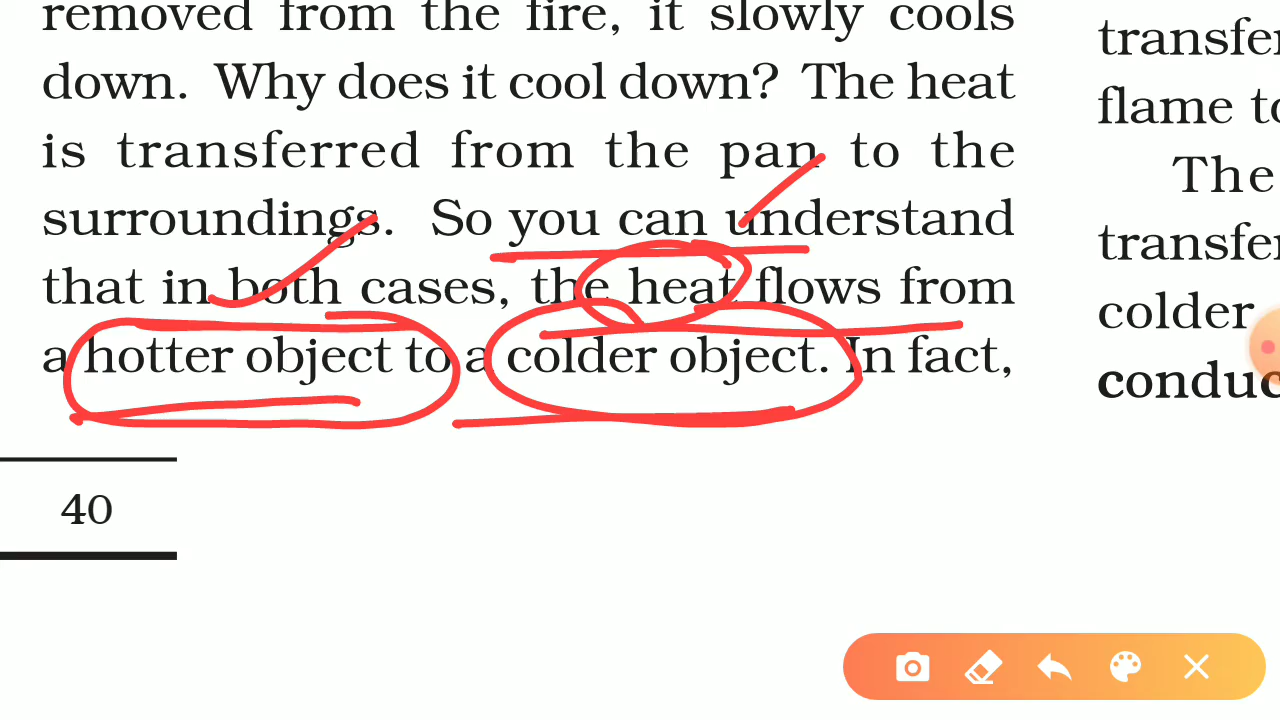 removed from the fire, it slowly cools
down. Why does it cool down? The heat
is transferred from the pan to the
surroundings. So you can understand
that in both cases, the heat flows from
a hotter object to a colder object. In fact,
40
transfer
flame to
The
transfer
colder
conduc